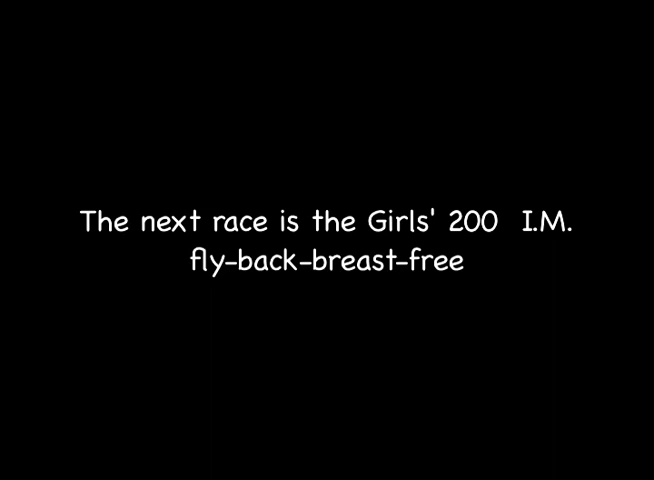 The next race is the Girls' 200 I.M.
fly-back-breast-free